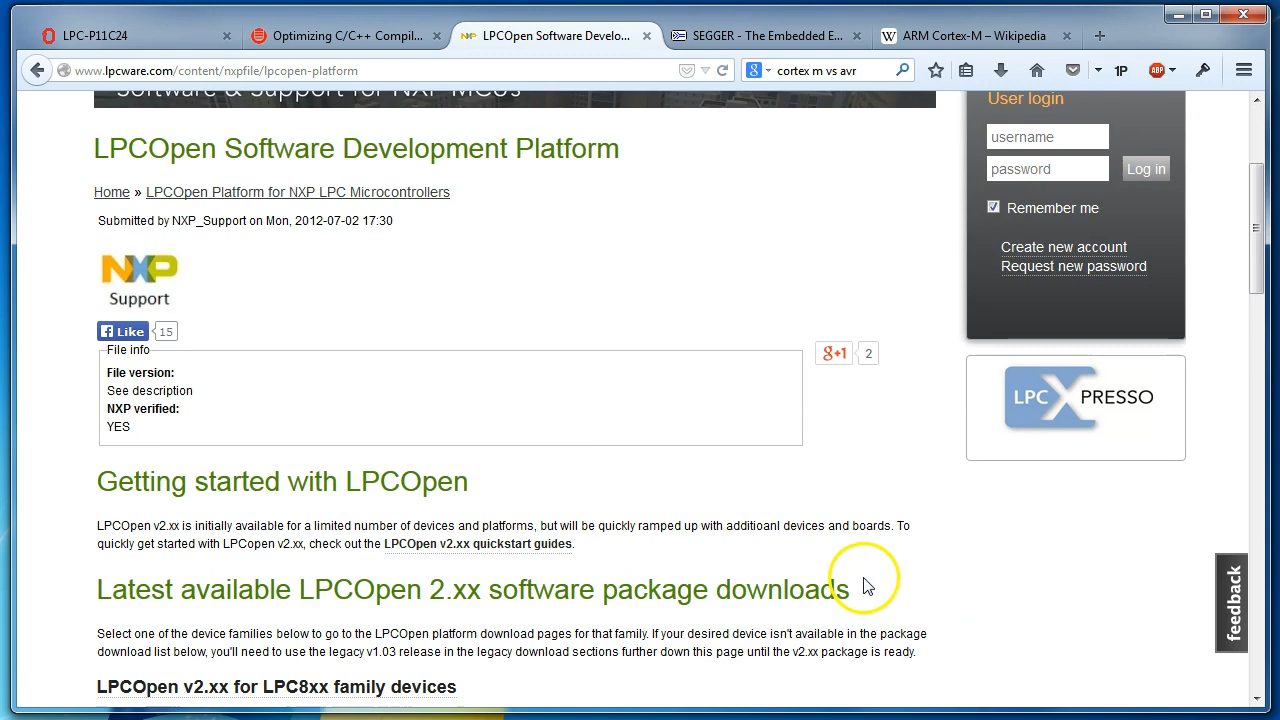 LPC-P11C24
Optimizing C/C++ Compil...
LPCOpen Software Develo...
SEGGER - The Embedded E...
W ARM Cortex-M – Wikipedia
www.lpcware.com/content/nxpfile/lpcopen-platform
8 cortex m vs avr
1P
ABP
Software & Support for NXP MCUs
User login
username
password
Log in
Remember me
Create new account
Request new password
LPCOpen Software Development Platform
Home » LPCOpen Platform for NXP LPC Microcontrollers
Submitted by NXP_Support on Mon, 2012-07-02 17:30
NXP
Support
Like 15
File info
File version:
See description
NXP verified:
YES
g+1 2
LPCXPRESSO
Getting started with LPCOpen
LPCOpen v2.xx is initially available for a limited number of devices and platforms, but will be quickly ramped up with additioanl devices and boards. To
quickly get started with LPCopen v2.xx, check out the LPCOpen v2.xx quickstart guides.
Latest available LPCOpen 2.xx software package downloads
Select one of the device families below to go to the LPCOpen platform download pages for that family. If your desired device isn't available in the package
download list below, you'll need to use the legacy v1.03 release in the legacy download sections further down this page until the v2.xx package is ready.
LPCOpen v2.xx for LPC8xx family devices
feedback